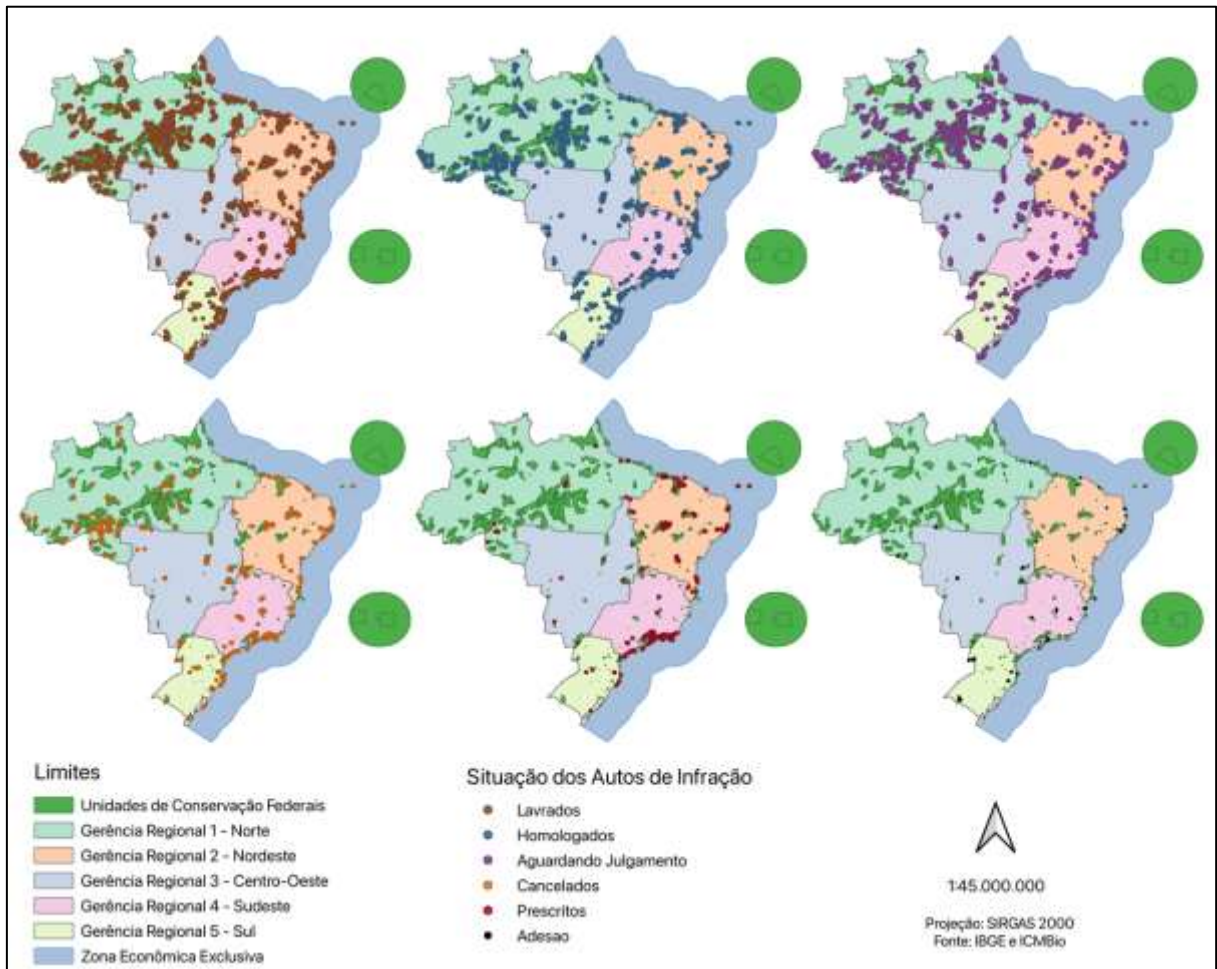 Limites
Unidades de Conservação Federais
Gerência Regional 1 - Norte
Gerência Regional 2 - Nordeste
Gerência Regional 3 - Centro-Oeste
Gerência Regional 4 - Sudeste
Gerência Regional 5 - Sul
Zona Econômica Exclusiva
Situação dos Autos de Infração
Lavrados
Homologados
Aguardando Julgamento
Cancelados
Prescritos
Adesao
1:45.000.000
Projeção: SIRGAS 2000
Fonte: IBGE e ICMBio